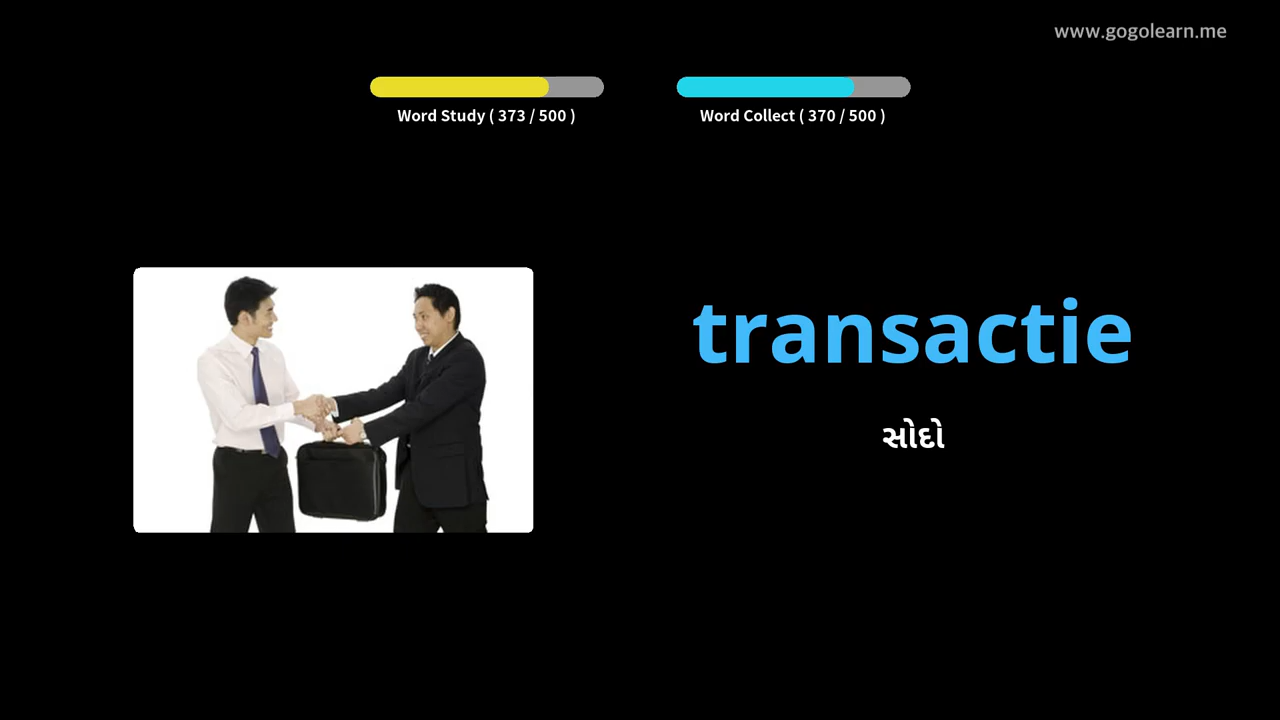 www.gogolearn.me
Word Study ( 373 / 500 )
Word Collect ( 370 / 500 )
transactie
સોદો